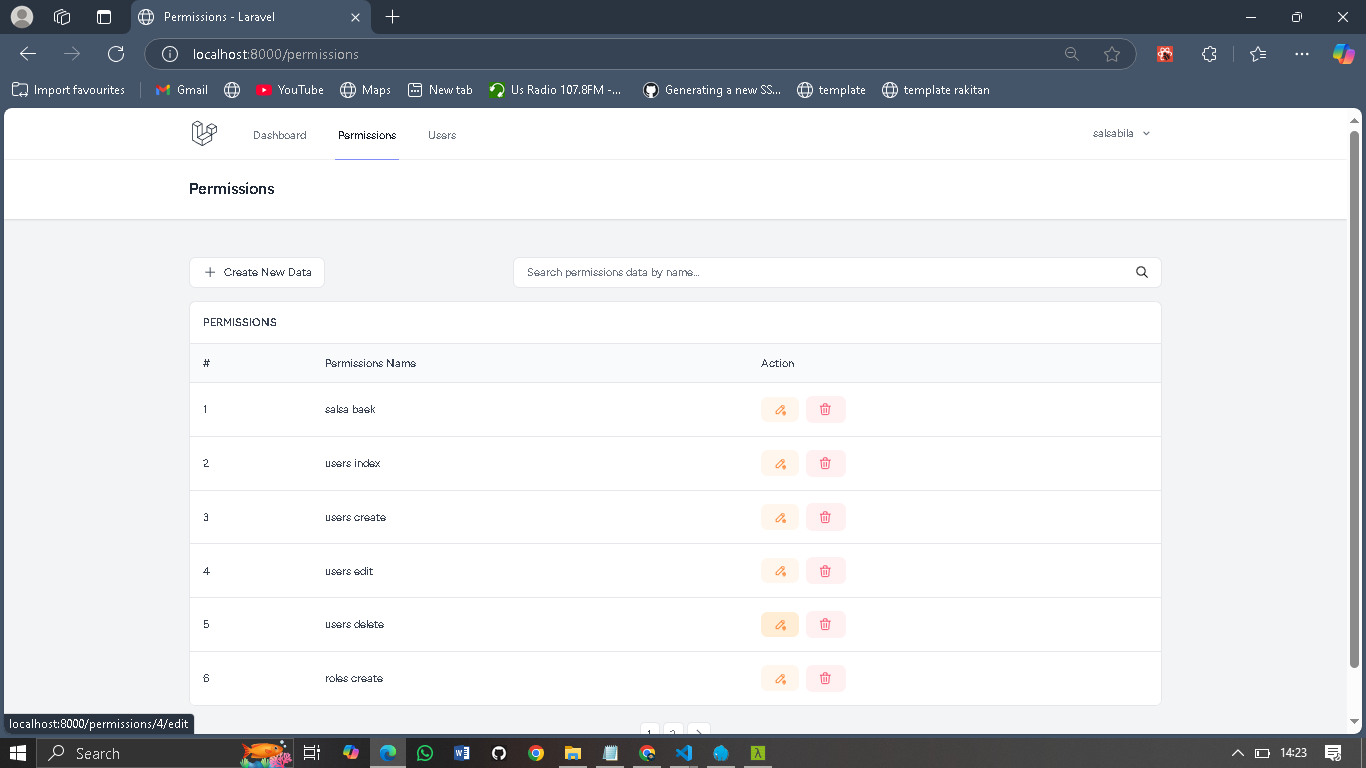 Permissions - Laravel
localhost:8000/permissions
Import favourites
Gmail
YouTube
Maps
New tab
Us Radio 107.8FM -...
Generating a new SS...
template
template rakitan
Dashboard
Permissions
Users
salsabila
Permissions
Create New Data
Search permissions data by name...
PERMISSIONS
# Permissions Name Action
1 salsa baek
2 users index
3 users create
4 users edit
5 users delete
6 roles create
1 2
localhost:8000/permissions/4/edit
Search
14:23